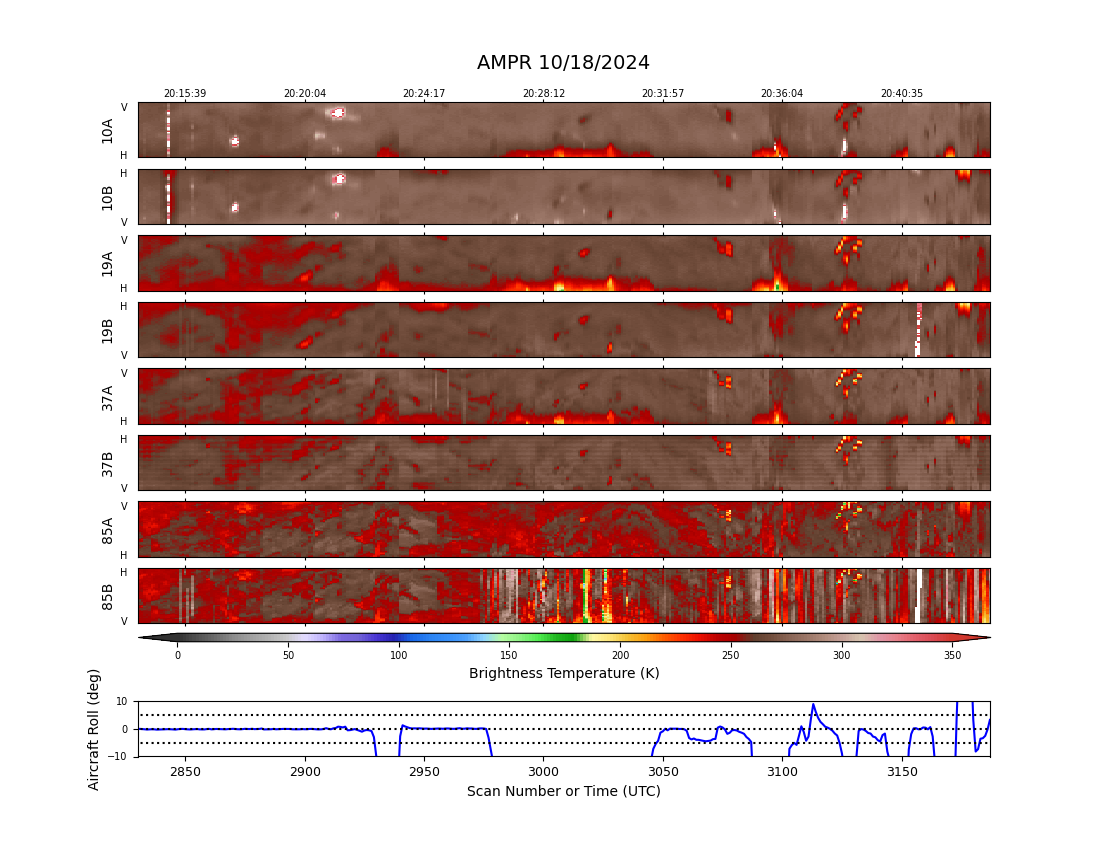 AMPR 10/18/2024
20:15:39 20:20:04 20:24:17 20:28:12 20:31:57 20:36:04 20:40:35
V
10A
H
H
10B
V
V
19A
H
H
19B
V
V
37A
H
H
37B
V
V
85A
H
H
85B
V
0 50 100 150 200 250 300 350
Brightness Temperature (K)
10
0
−10
Aircraft Roll (deg)
2850 2900 2950 3000 3050 3100 3150
Scan Number or Time (UTC)